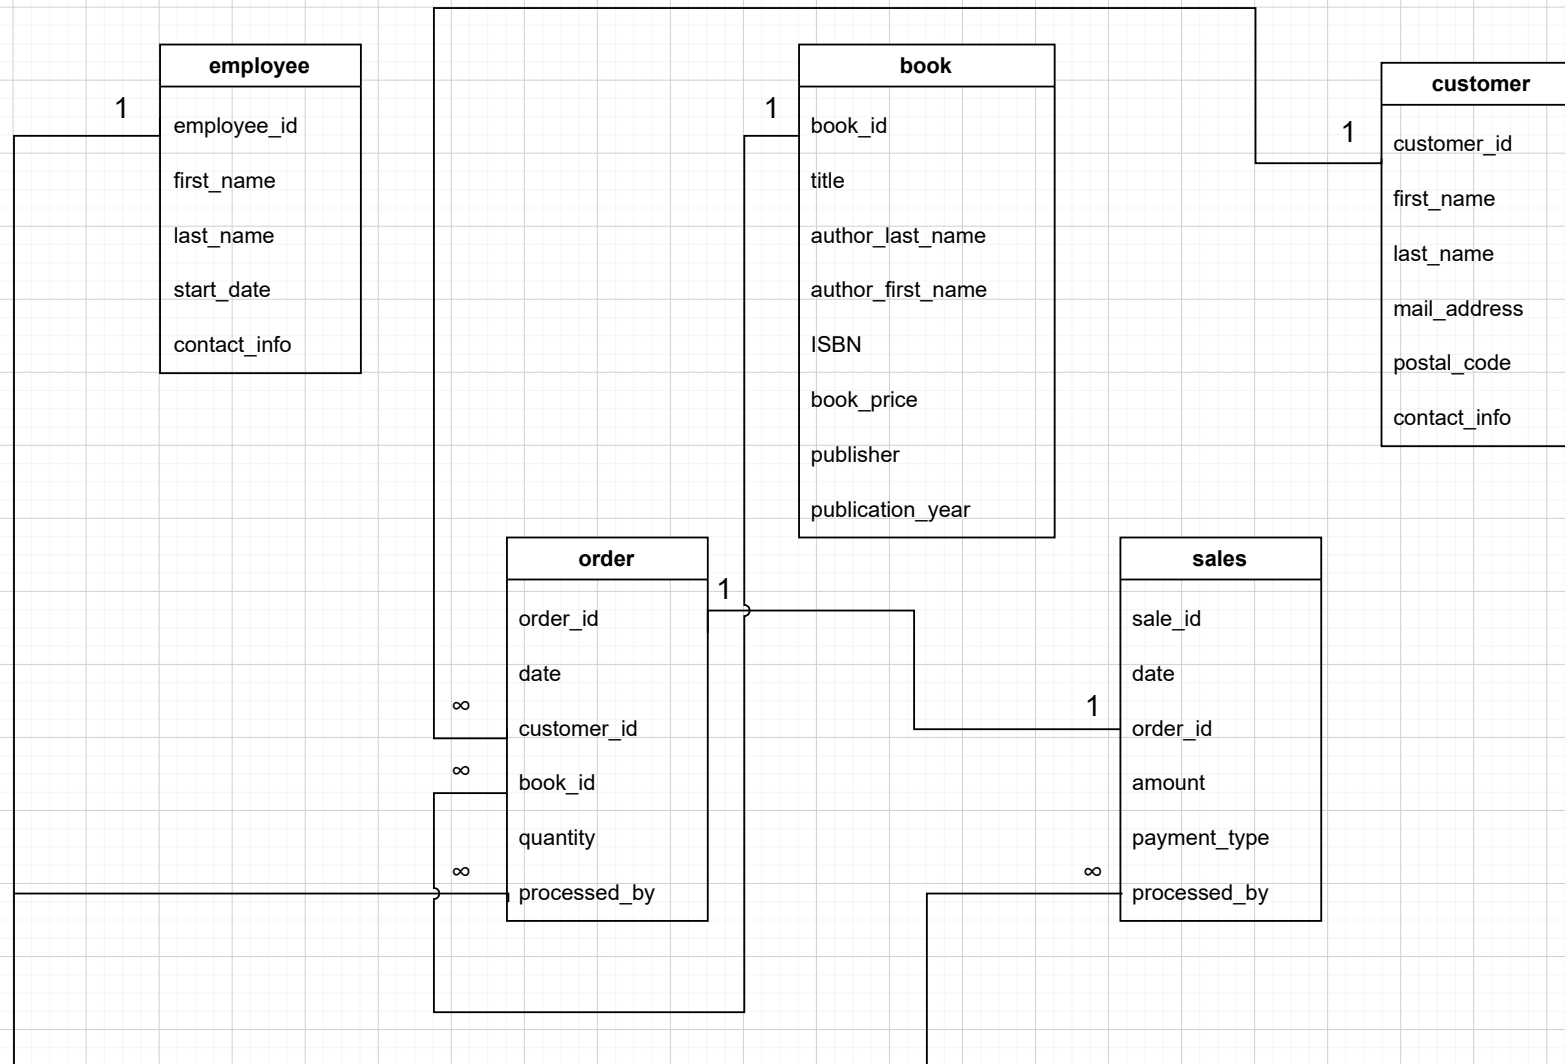 employee
1
employee_id
first_name
last_name
start_date
contact_info
book
1
book_id
title
author_last_name
author_first_name
ISBN
book_price
publisher
publication_year
customer
1
customer_id
first_name
last_name
mail_address
postal_code
contact_info
order
1
order_id
date
∞
customer_id
∞
book_id
quantity
∞
processed_by
sales
sale_id
date
1
order_id
amount
payment_type
∞
processed_by